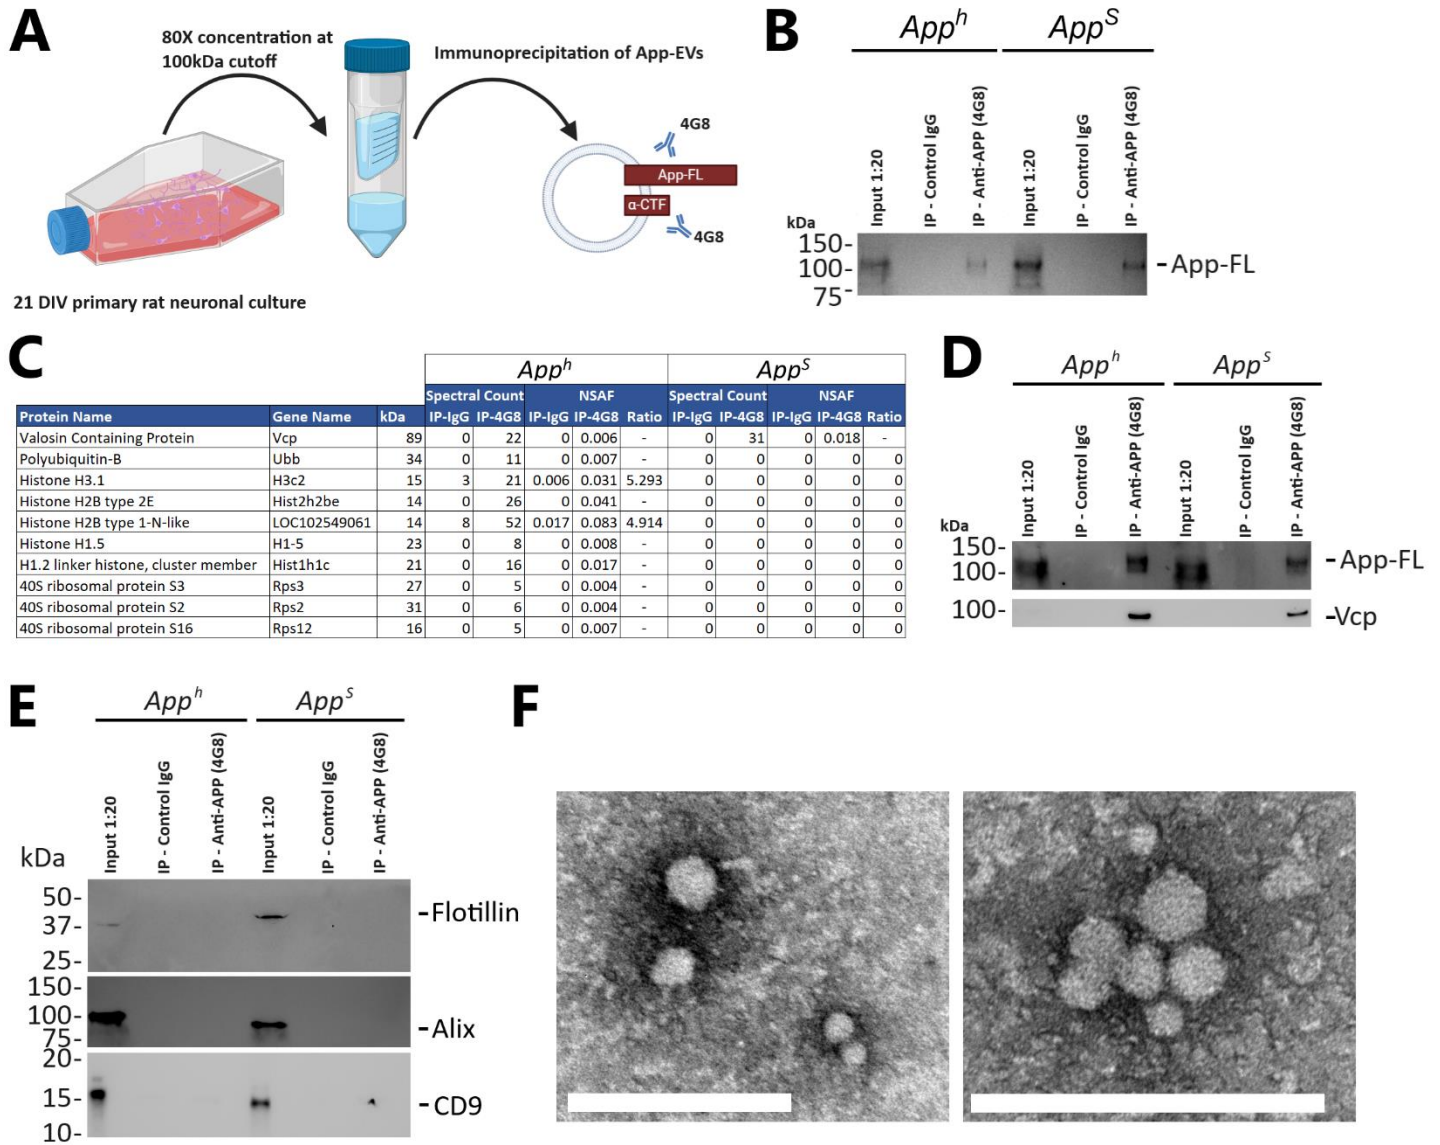 A
80X concentration at
100kDa cutoff
Immunoprecipitation of App-EVs
4G8
App-FL
α-CTF
4G8
21 DIV primary rat neuronal culture
B
App^h App^S
Input 1:20
IP - Control IgG
IP - Anti-APP (4G8)
Input 1:20
IP - Control IgG
IP - Anti-APP (4G8)
kDa
150-
100-
75-
-App-FL
C
App^h App^S
Spectral Count NSAF Spectral Count NSAF
Protein Name Gene Name kDa IP-IgG IP-4G8 IP-IgG IP-4G8 Ratio IP-IgG IP-4G8 IP-IgG IP-4G8 Ratio
Valosin Containing Protein Vcp 89 0 22 0 0.006 - 0 31 0 0.018 -
Polyubiquitin-B Ubb 34 0 11 0 0.007 - 0 0 0 0 0
Histone H3.1 H3c2 15 3 21 0.006 0.031 5.293 0 0 0 0 0
Histone H2B type 2E Hist2h2be 14 0 26 0 0.041 - 0 0 0 0 0
Histone H2B type 1-N-like LOC102549061 14 8 52 0.017 0.083 4.914 0 0 0 0 0
Histone H1.5 H1-5 23 0 8 0 0.008 - 0 0 0 0 0
H1.2 linker histone, cluster member Hist1h1c 21 0 16 0 0.017 - 0 0 0 0 0
40S ribosomal protein S3 Rps3 27 0 5 0 0.004 - 0 0 0 0 0
40S ribosomal protein S2 Rps2 31 0 6 0 0.004 - 0 0 0 0 0
40S ribosomal protein S16 Rps12 16 0 5 0 0.007 - 0 0 0 0 0
D
App^h App^S
Input 1:20
IP - Control IgG
IP - Anti-APP (4G8)
Input 1:20
IP - Control IgG
IP - Anti-APP (4G8)
kDa
150-
100-
-App-FL
100-
-Vcp
E
App^h App^S
Input 1:20
IP - Control IgG
IP - Anti-APP (4G8)
Input 1:20
IP - Control IgG
IP - Anti-APP (4G8)
kDa
50-
37-
25-
-Flotillin
150-
100-
75-
-Alix
20-
15-
10-
-CD9
F